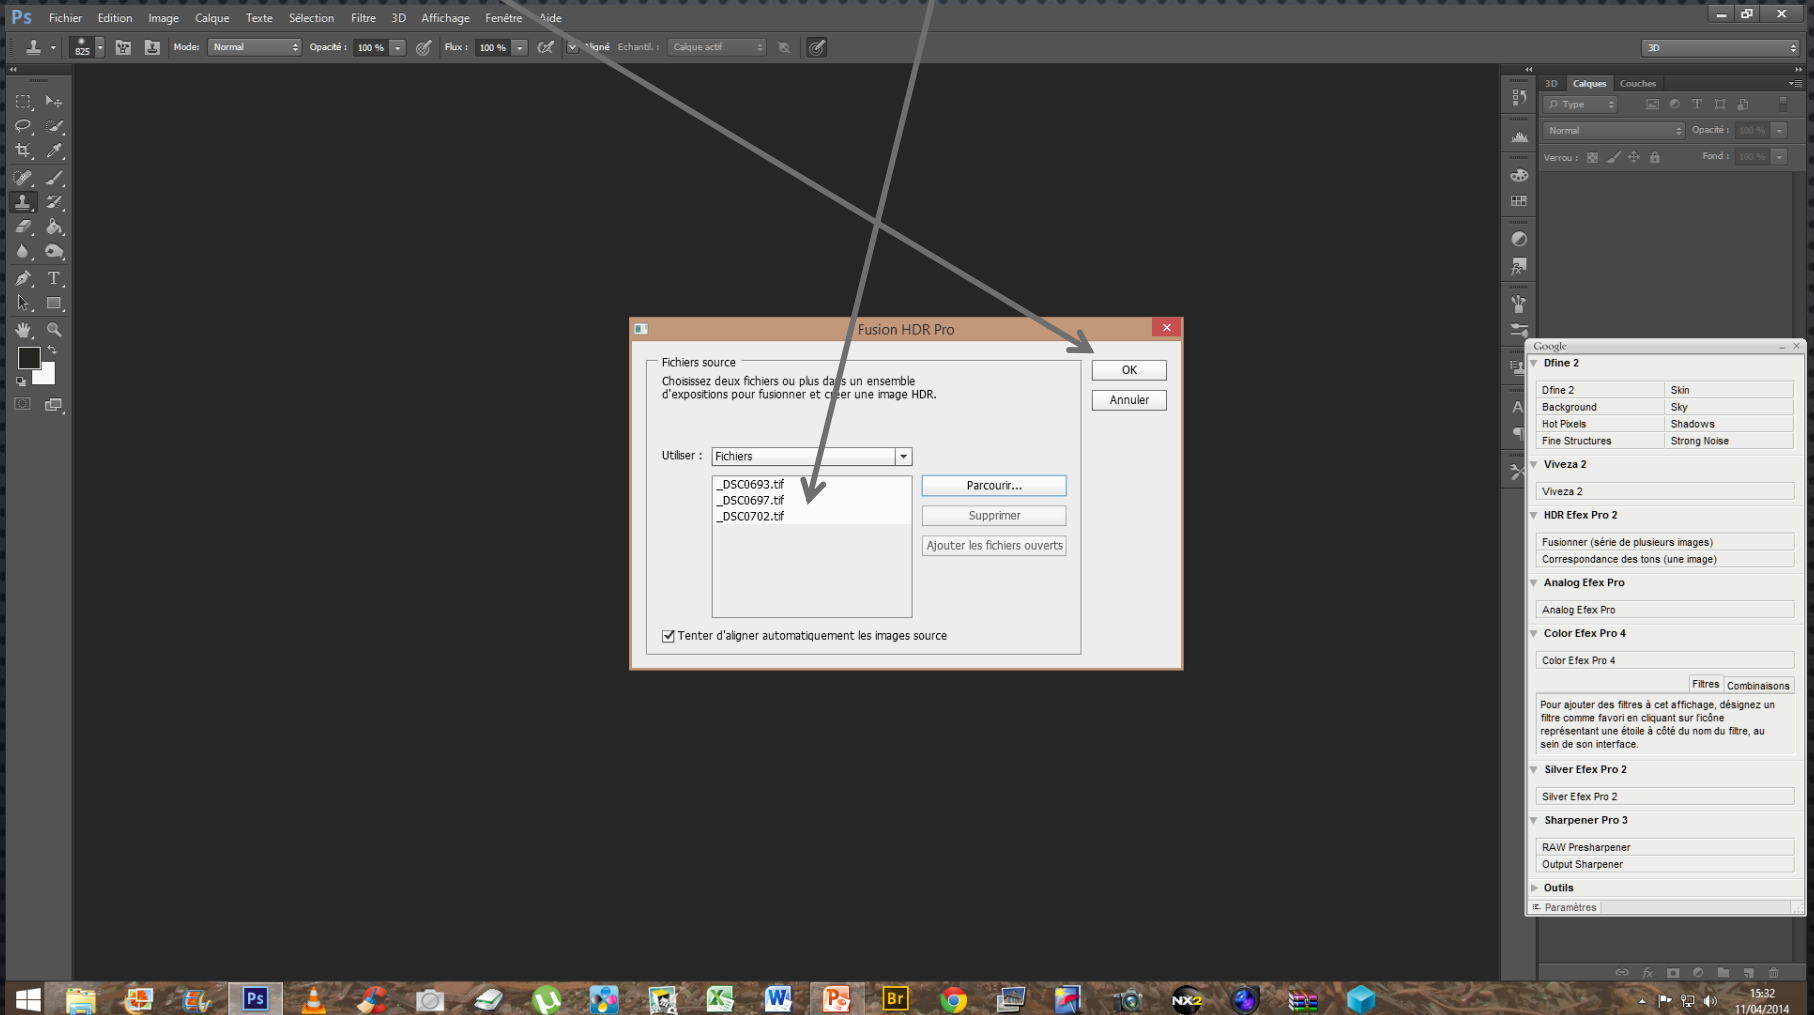 Ps Fichier Edition Image Calque Texte Sélection Filtre 3D Affichage Fenêtre Aide
825 Mode: Normal Opacité : 100 % Flux : 100 % Aligné Echantil. : Calque actif 3D
3D Calques Couches
Type
Normal Opacité : 100 %
Verrou : Fond : 100 %
Fusion HDR Pro
Fichiers source
Choisissez deux fichiers ou plus dans un ensemble
d'expositions pour fusionner et créer une image HDR.
OK
Annuler
Utiliser : Fichiers
_DSC0693.tif
_DSC0697.tif
_DSC0702.tif
Parcourir...
Supprimer
Ajouter les fichiers ouverts
Tenter d'aligner automatiquement les images source
Google
Dfine 2
Dfine 2 Skin
Background Sky
Hot Pixels Shadows
Fine Structures Strong Noise
Viveza 2
Viveza 2
HDR Efex Pro 2
Fusionner (série de plusieurs images)
Correspondance des tons (une image)
Analog Efex Pro
Analog Efex Pro
Color Efex Pro 4
Color Efex Pro 4
Filtres Combinaisons
Pour ajouter des filtres à cet affichage, désignez un
filtre comme favori en cliquant sur l'icône
représentant une étoile à côté du nom du filtre, au
sein de son interface.
Silver Efex Pro 2
Silver Efex Pro 2
Sharpener Pro 3
RAW Presharpener
Output Sharpener
Outils
Paramètres
Ps Br NX2
15:32
11/04/2014